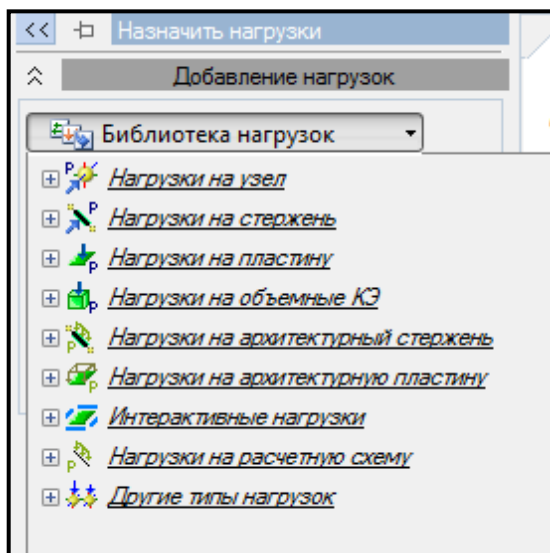 << Назначить нагрузки
Добавление нагрузок
Библиотека нагрузок
Нагрузки на узел
Нагрузки на стержень
Нагрузки на пластину
Нагрузки на объемные КЭ
Нагрузки на архитектурный стержень
Нагрузки на архитектурную пластину
Интерактивные нагрузки
Нагрузки на расчетную схему
Другие типы нагрузок